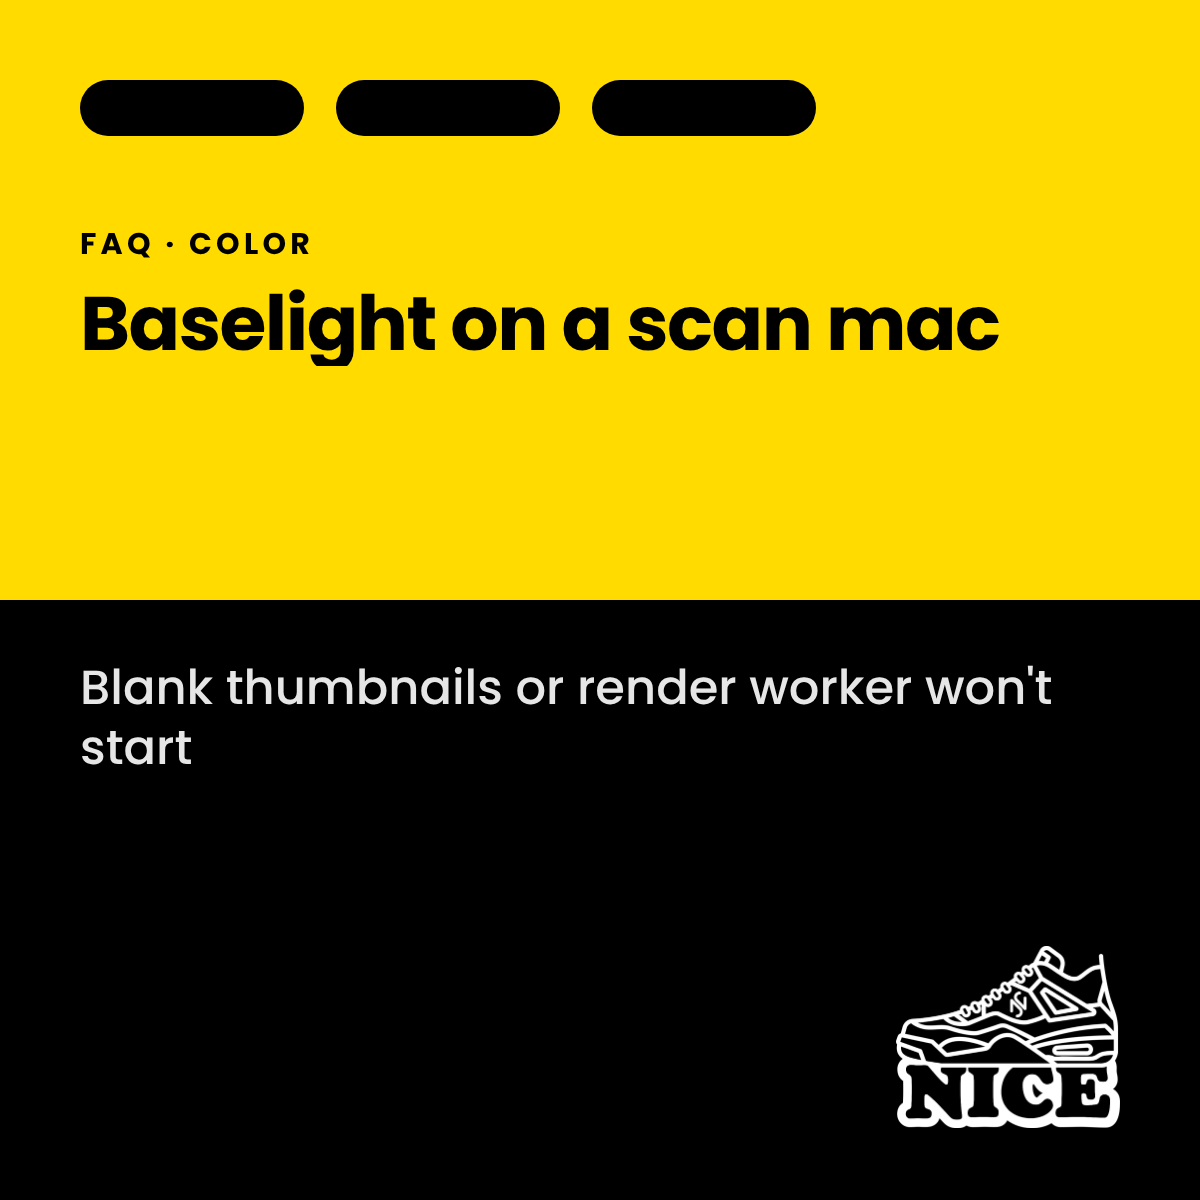 FAQ · COLOR
Baselight on a scan mac
Blank thumbnails or render worker won't
start
NICE